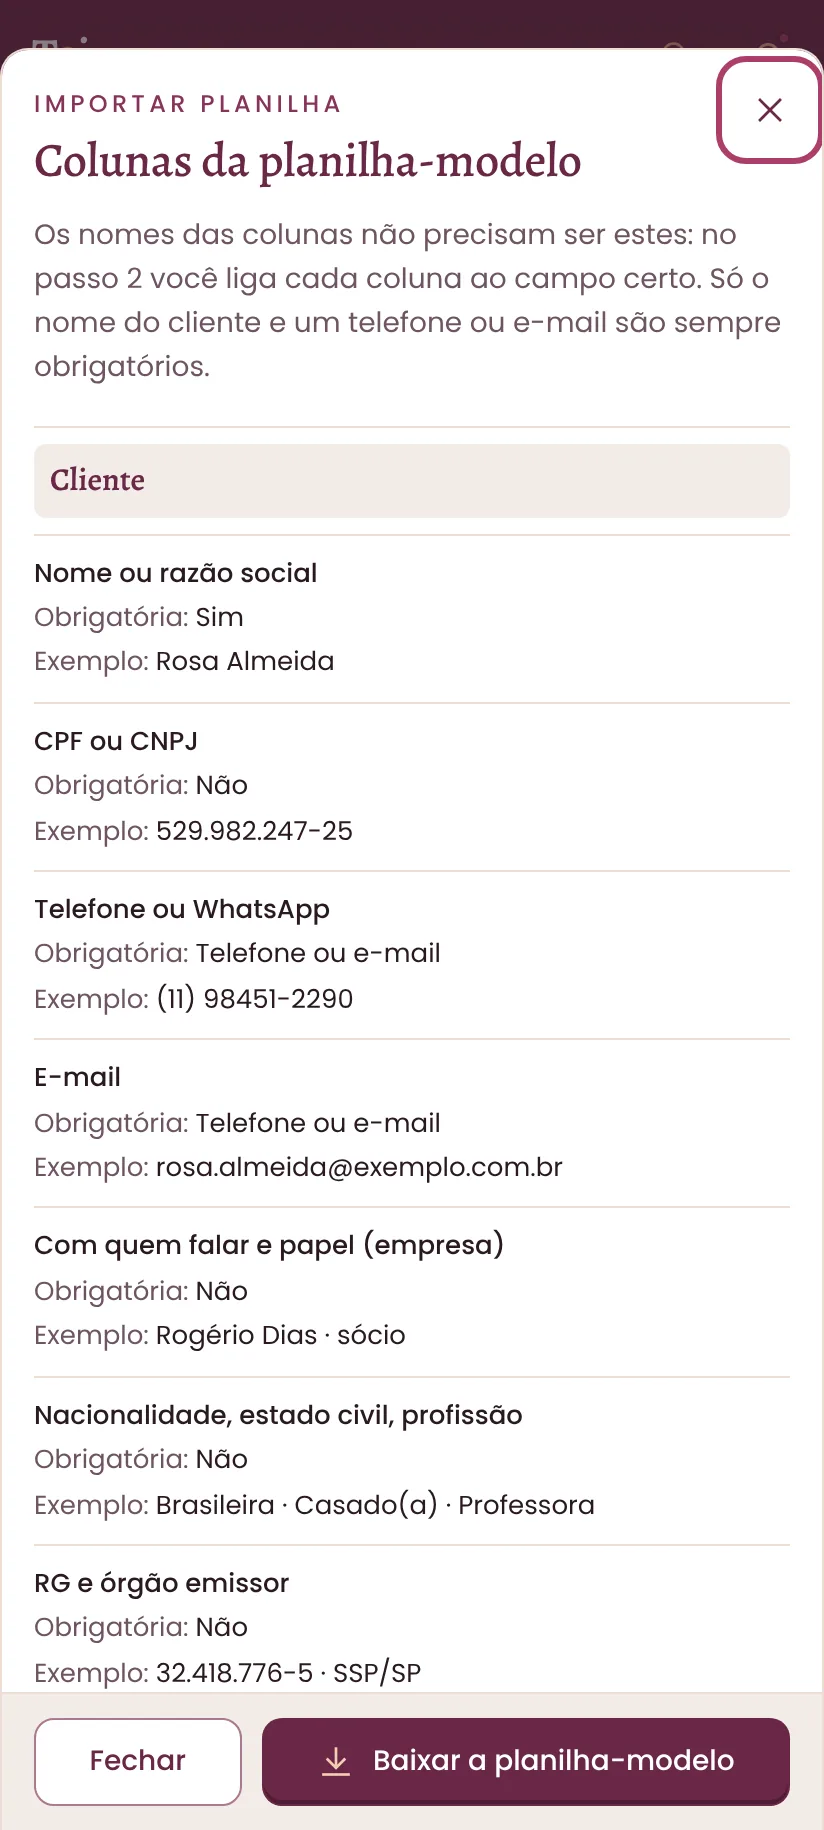 IMPORTAR PLANILHA
Colunas da planilha-modelo
Os nomes das colunas não precisam ser estes: no
passo 2 você liga cada coluna ao campo certo. Só o
nome do cliente e um telefone ou e-mail são sempre
obrigatórios.
Cliente
Nome ou razão social
Obrigatória: Sim
Exemplo: Rosa Almeida
CPF ou CNPJ
Obrigatória: Não
Exemplo: 529.982.247-25
Telefone ou WhatsApp
Obrigatória: Telefone ou e-mail
Exemplo: (11) 98451-2290
E-mail
Obrigatória: Telefone ou e-mail
Exemplo: rosa.almeida@exemplo.com.br
Com quem falar e papel (empresa)
Obrigatória: Não
Exemplo: Rogério Dias · sócio
Nacionalidade, estado civil, profissão
Obrigatória: Não
Exemplo: Brasileira · Casado(a) · Professora
RG e órgão emissor
Obrigatória: Não
Exemplo: 32.418.776-5 · SSP/SP
Fechar
Baixar a planilha-modelo